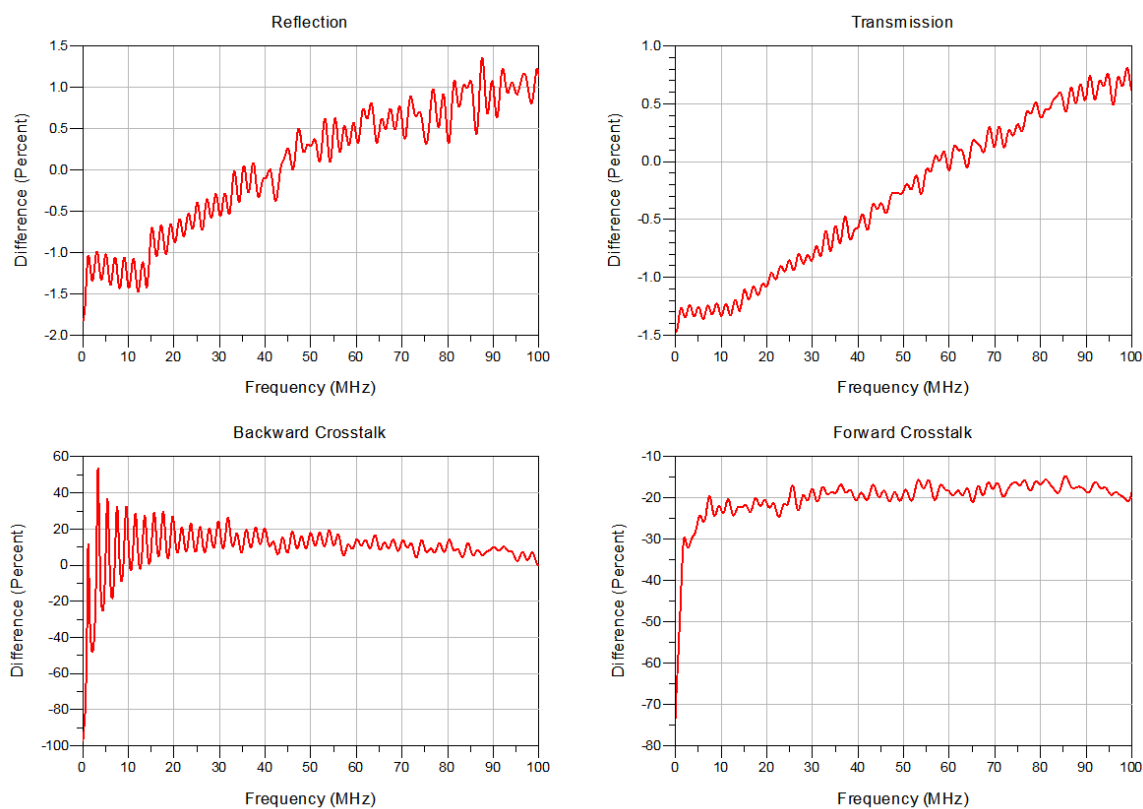 Reflection
Difference (Percent)
1.5
1.0
0.5
0.0
-0.5
-1.0
-1.5
-2.0
0 10 20 30 40 50 60 70 80 90 100
Frequency (MHz)
Transmission
Difference (Percent)
1.0
0.5
0.0
-0.5
-1.0
-1.5
0 10 20 30 40 50 60 70 80 90 100
Frequency (MHz)
Backward Crosstalk
Difference (Percent)
60
40
20
0
-20
-40
-60
-80
-100
0 10 20 30 40 50 60 70 80 90 100
Frequency (MHz)
Forward Crosstalk
Difference (Percent)
-10
-20
-30
-40
-50
-60
-70
-80
0 10 20 30 40 50 60 70 80 90 100
Frequency (MHz)